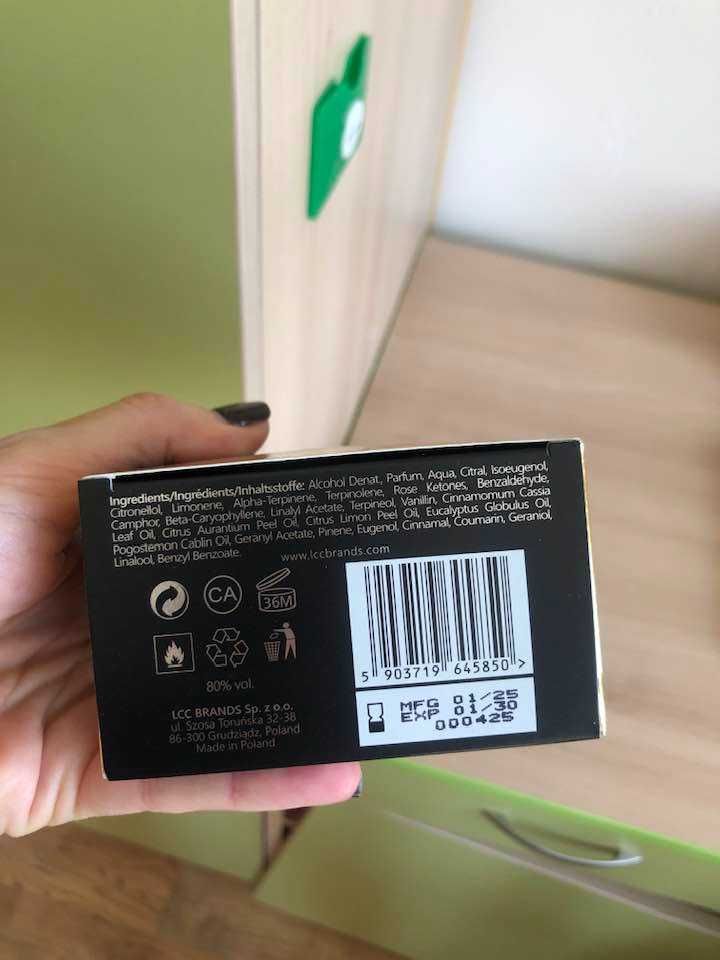 Ingredients/Ingrédients/Inhaltsstoffe: Alcohol Denat., Parfum, Aqua, Citral, Isoeugenol,
Citronellol, Limonene, Alpha-Terpinene, Terpinolene, Rose Ketones, Benzaldehyde,
Camphor, Beta-Caryophyllene, Linalyl Acetate, Terpineol, Vanillin, Cinnamomum Cassia
Leaf Oil, Citrus Aurantium Peel Oil, Citrus Limon Peel Oil, Eucalyptus Globulus Oil,
Pogostemon Cablin Oil, Geranyl Acetate, Pinene, Eugenol, Cinnamal, Coumarin, Geraniol,
Linalool, Benzyl Benzoate.
www.lccbrands.com
CA
36M
80% vol.
LCC BRANDS Sp. z o.o.
ul. Szosa Toruńska 32-38
86-300 Grudziądz, Poland
Made in Poland
5 903719 645850 >
MFG 01/25
EXP 01/30
000425